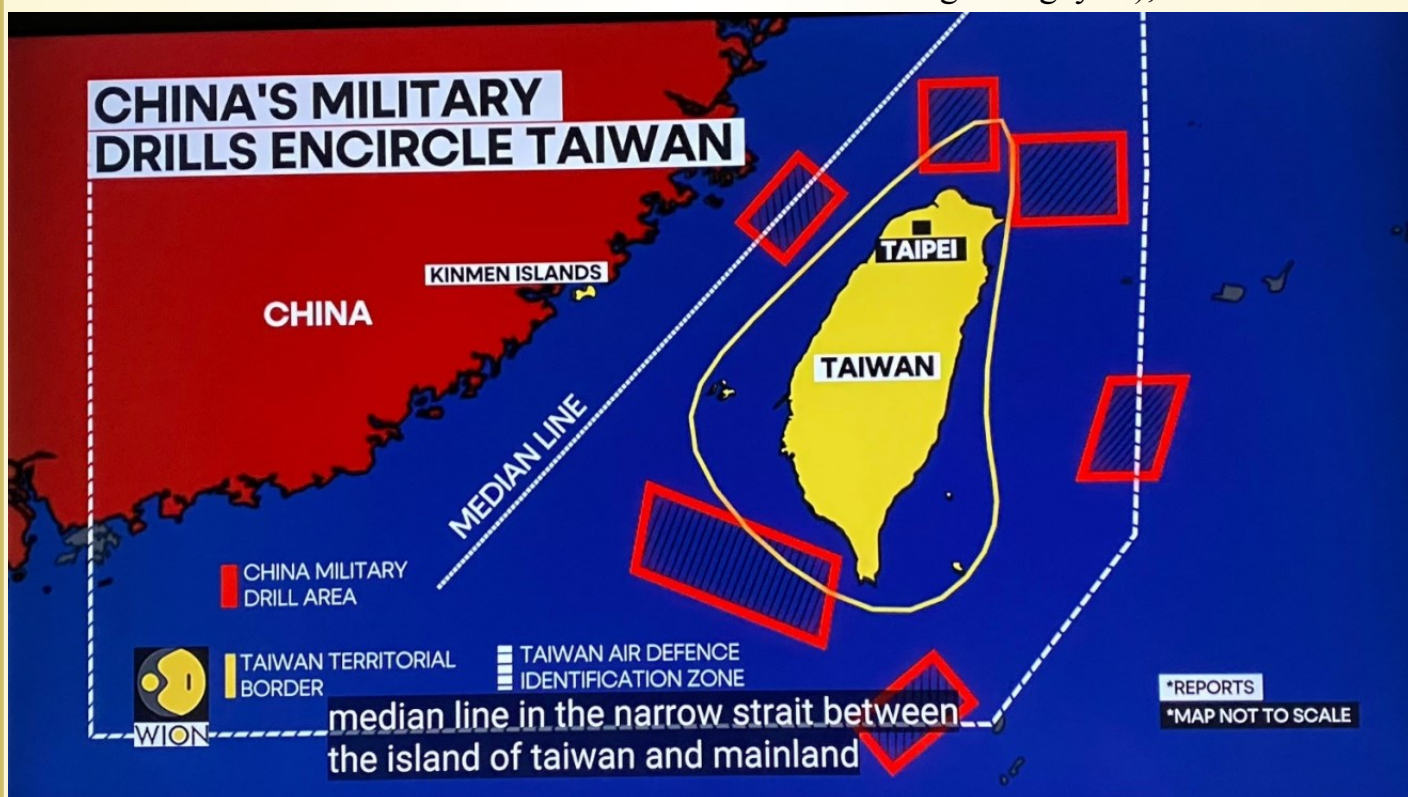 CHINA'S MILITARY
DRILLS ENCIRCLE TAIWAN
KINMEN ISLANDS
CHINA
TAIPEI
TAIWAN
MEDIAN LINE
CHINA MILITARY
DRILL AREA
TAIWAN TERRITORIAL
BORDER
TAIWAN AIR DEFENCE
IDENTIFICATION ZONE
*REPORTS
*MAP NOT TO SCALE
WION
median line in the narrow strait between
the island of taiwan and mainland